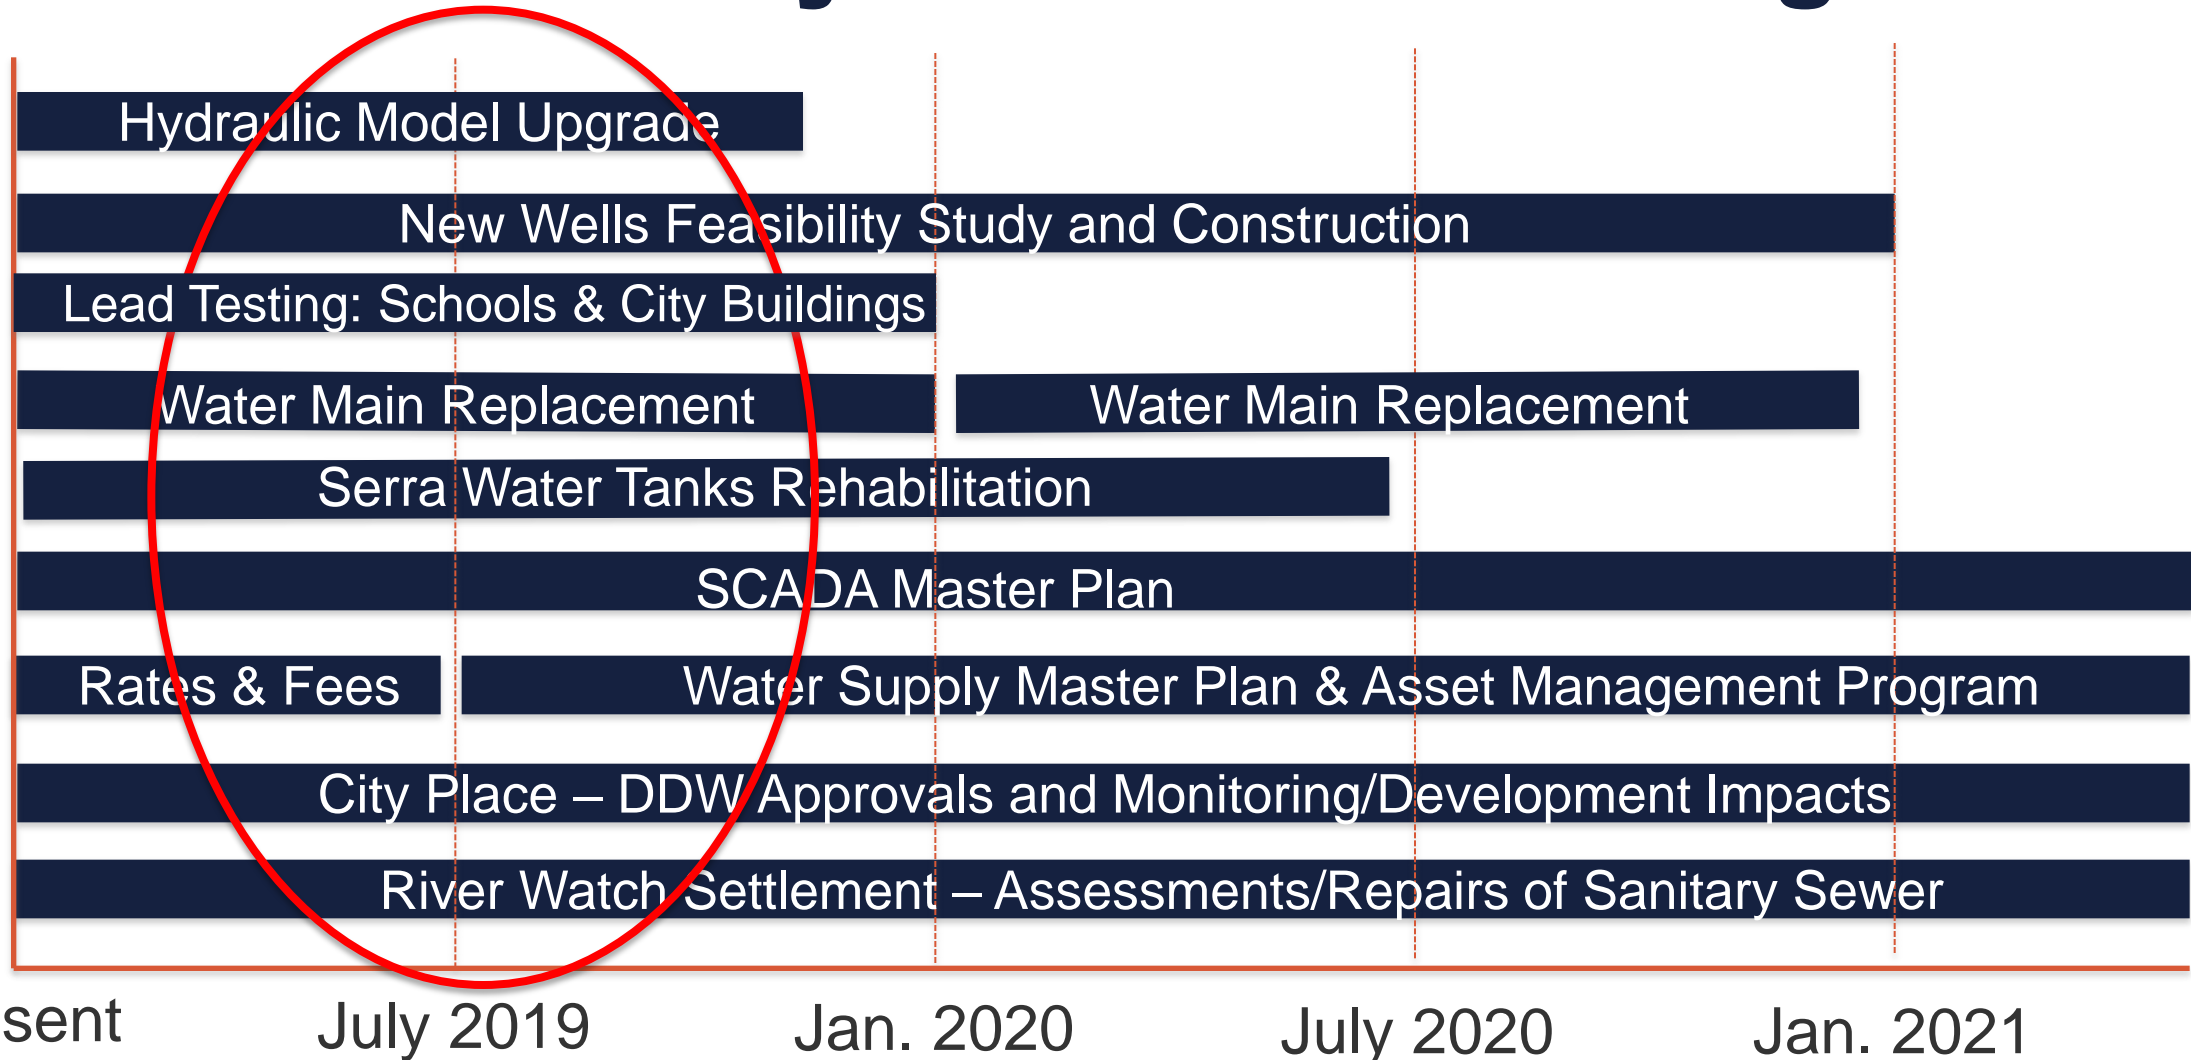 Hydraulic Model Upgrade
New Wells Feasibility Study and Construction
Lead Testing: Schools & City Buildings
Water Main Replacement
Water Main Replacement
Serra Water Tanks Rehabilitation
SCADA Master Plan
Rates & Fees
Water Supply Master Plan & Asset Management Program
City Place – DDW Approvals and Monitoring/Development Impacts
River Watch Settlement – Assessments/Repairs of Sanitary Sewer
sent
July 2019
Jan. 2020
July 2020
Jan. 2021